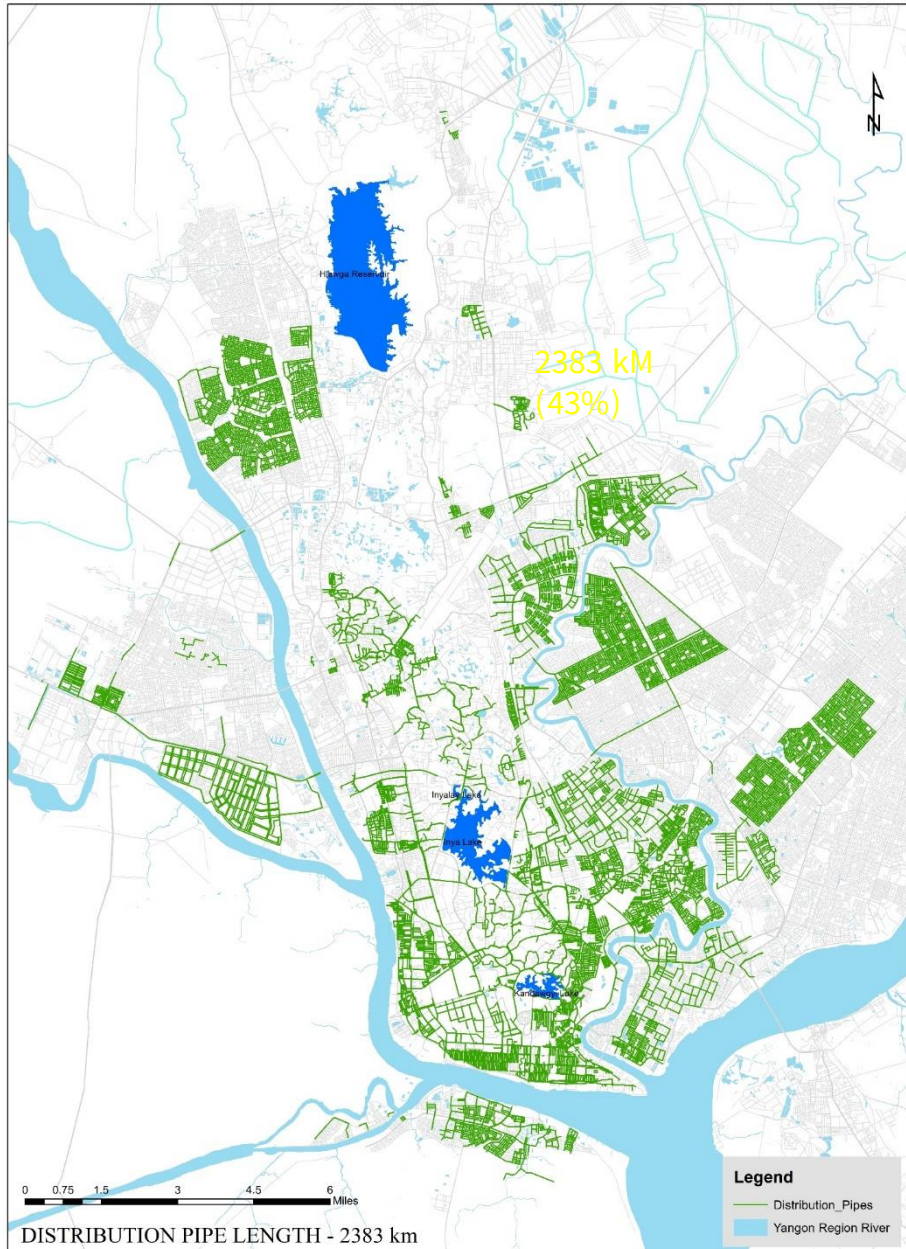 N
Hlawga Reservoir
2383 kM
(43%)
Inya Lake
Kandawgyi Lake
0 0.75 1.5 3 4.5 6
Miles
DISTRIBUTION PIPE LENGTH - 2383 km
Legend
Distribution_Pipes
Yangon Region River